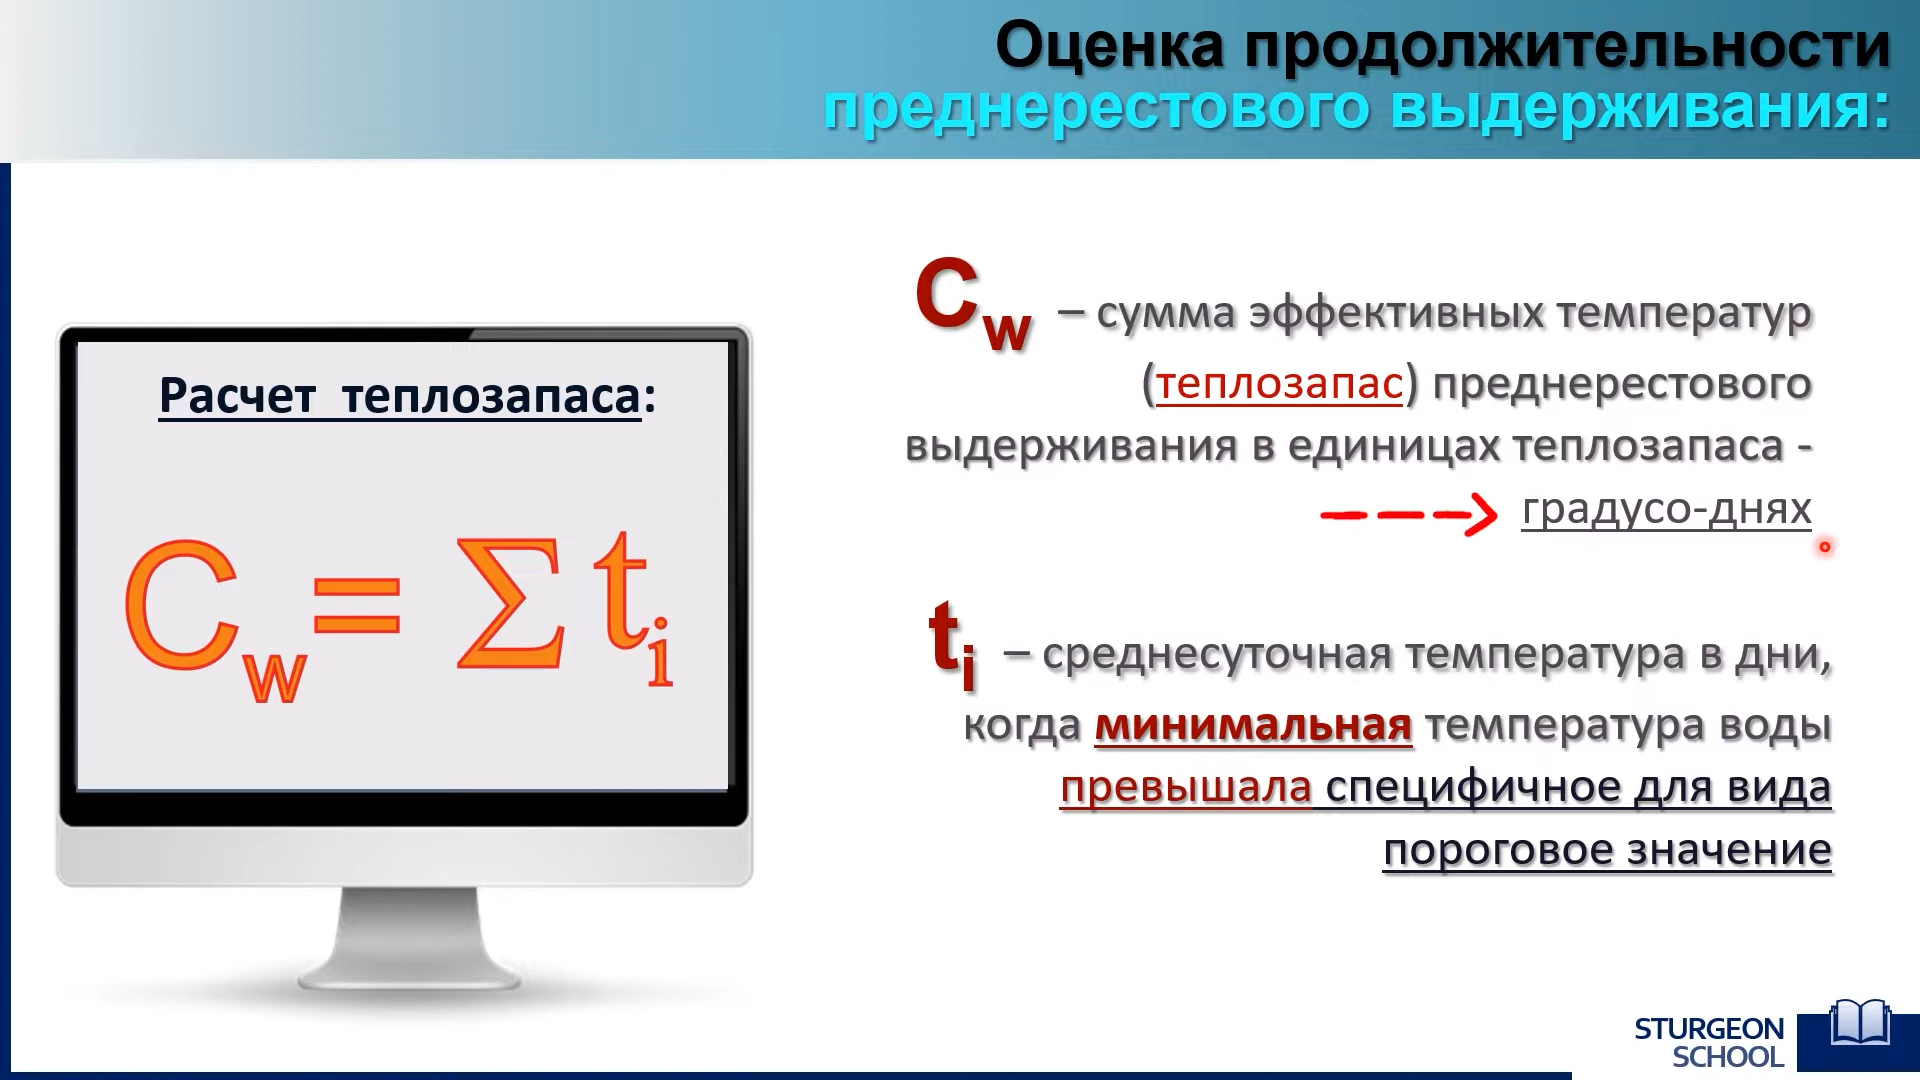 Оценка продолжительности
преднерестового выдерживания:
Расчет теплозапаса:
Cw= Σ ti
Cw – сумма эффективных температур
(теплозапас) преднерестового
выдерживания в единицах теплозапаса -
градусо-днях
ti – среднесуточная температура в дни,
когда минимальная температура воды
превышала специфичное для вида
пороговое значение
STURGEON
SCHOOL